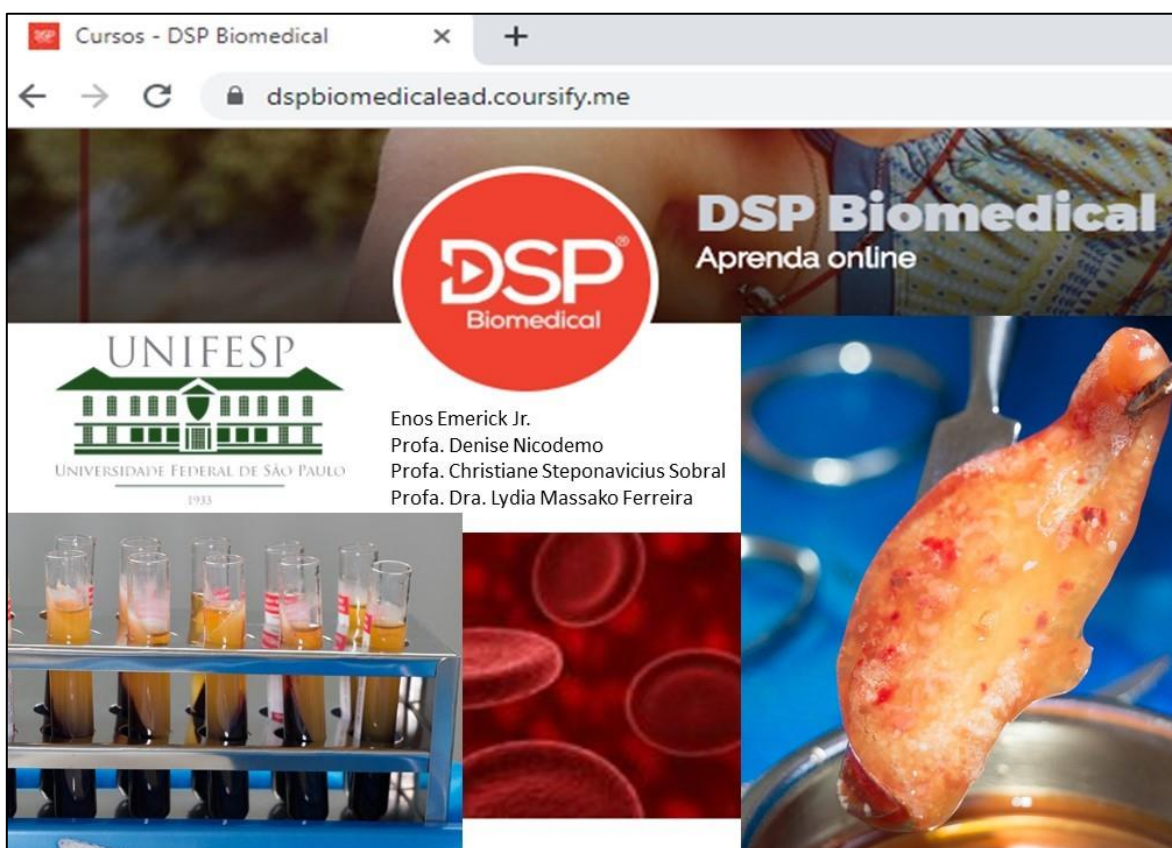 Cursos - DSP Biomedical
dspbiomedicalead.coursify.me
DSP Biomedical
Aprenda online
DSP®
Biomedical
UNIFESP
UNIVERSIDADE FEDERAL DE SÃO PAULO
1933
Enos Emerick Jr.
Profa. Denise Nicodemo
Profa. Christiane Steponavicius Sobral
Profa. Dra. Lydia Massako Ferreira